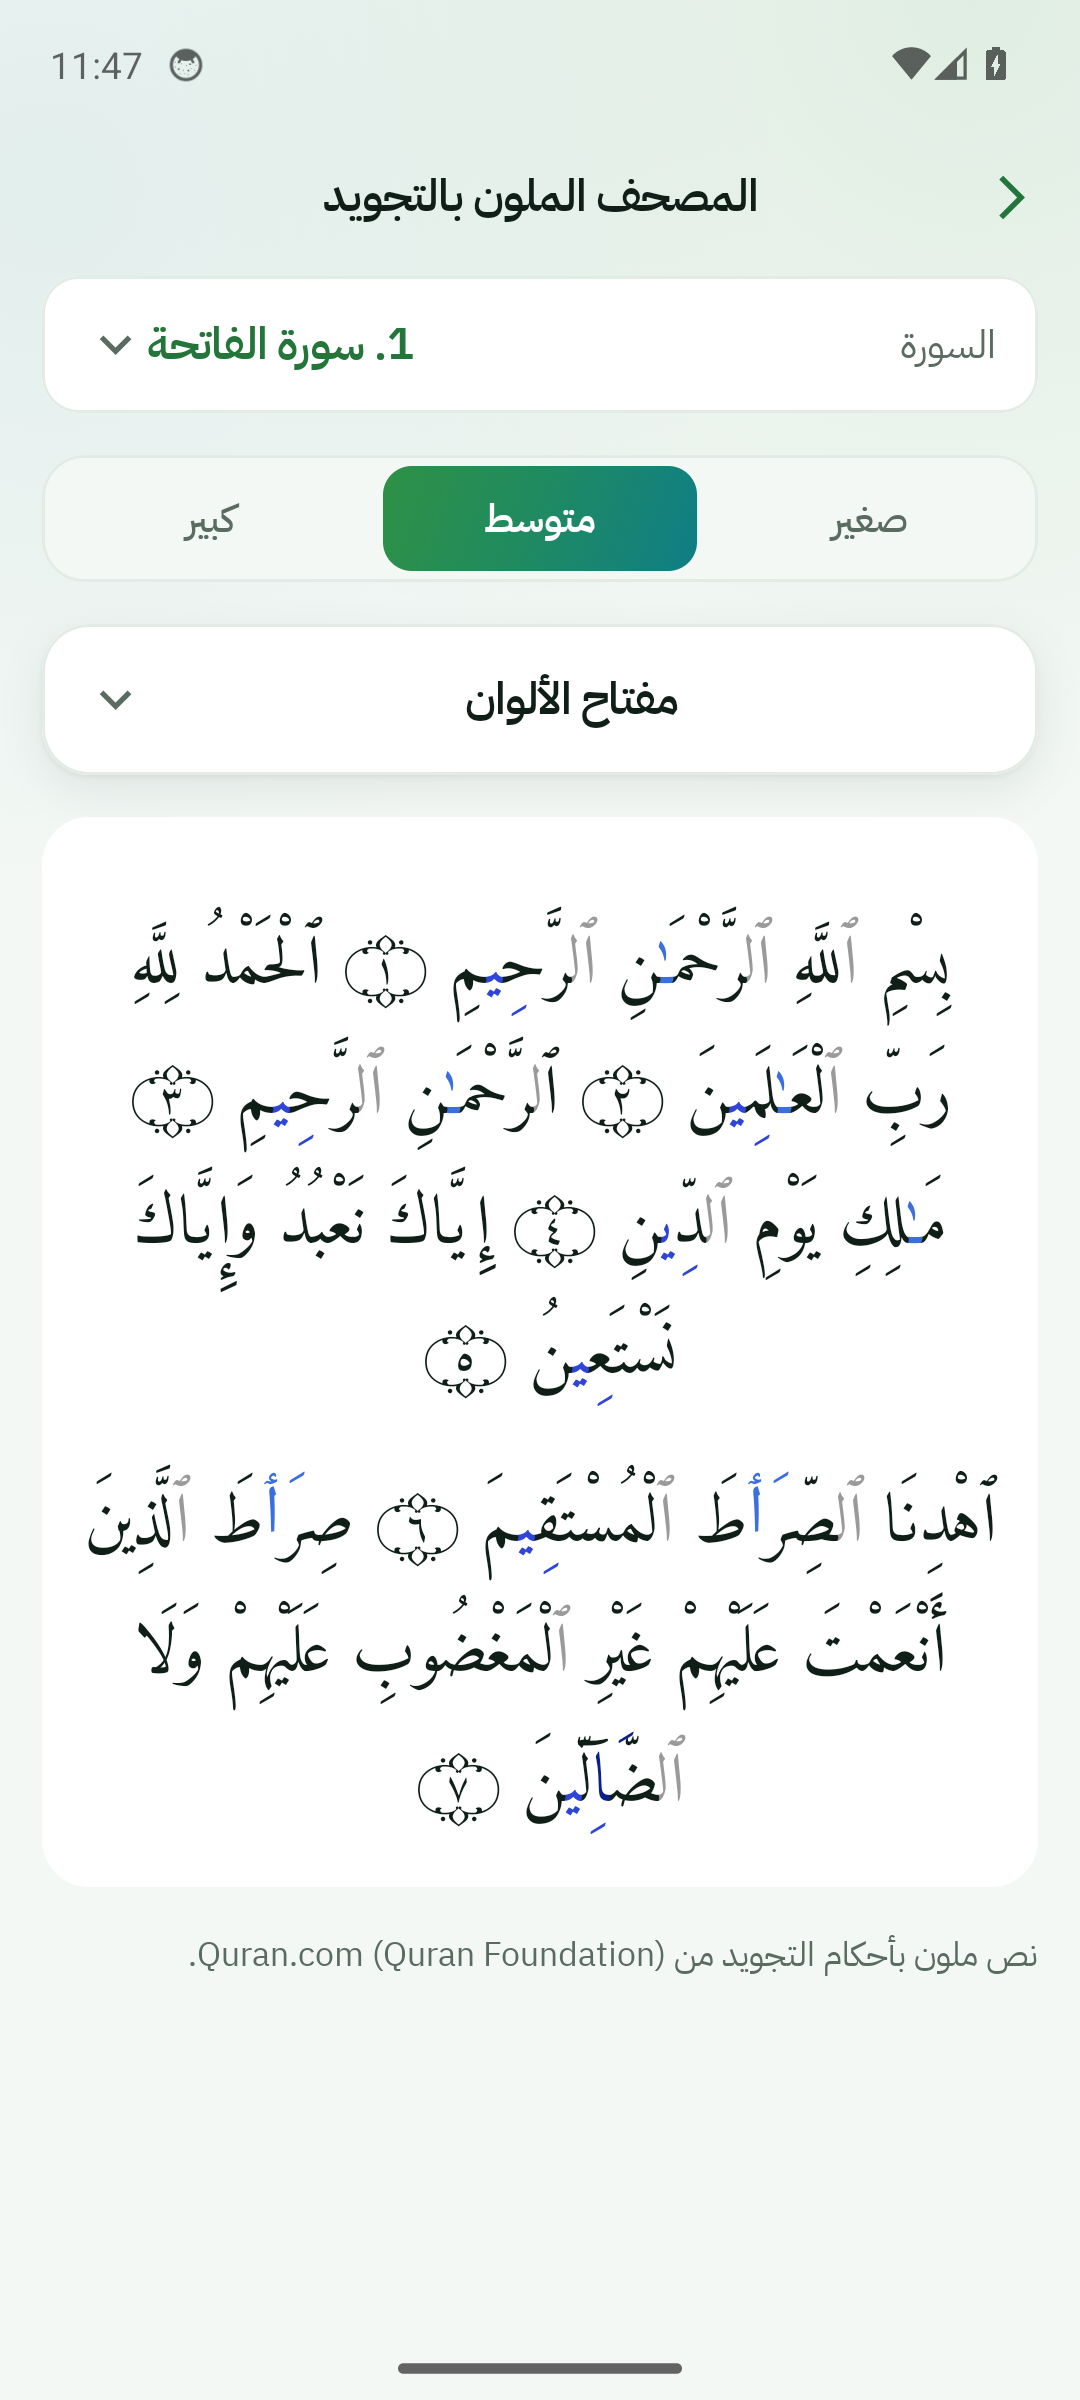 11:47
المصحف الملون بالتجويد
السورة
1. سورة الفاتحة
صغير
متوسط
كبير
مفتاح الألوان
بِسْمِ ٱللَّهِ ٱلرَّحْمَـٰنِ ٱلرَّحِيمِ ١ ٱلْحَمْدُ لِلَّهِ
رَبِّ ٱلْعَـٰلَمِينَ ٢ ٱلرَّحْمَـٰنِ ٱلرَّحِيمِ ٣
مَـٰلِكِ يَوْمِ ٱلدِّينِ ٤ إِيَّاكَ نَعْبُدُ وَإِيَّاكَ
نَسْتَعِينُ ٥
ٱهْدِنَا ٱلصِّرَأطَ ٱلْمُسْتَقِيمَ ٦ صِرَأطَ ٱلَّذِينَ
أَنْعَمْتَ عَلَيْهِمْ غَيْرِ ٱلْمَغْضُوبِ عَلَيْهِمْ وَلَا
ٱلضَّآلِّينَ ٧
نص ملون بأحكام التجويد من Quran.com (Quran Foundation).